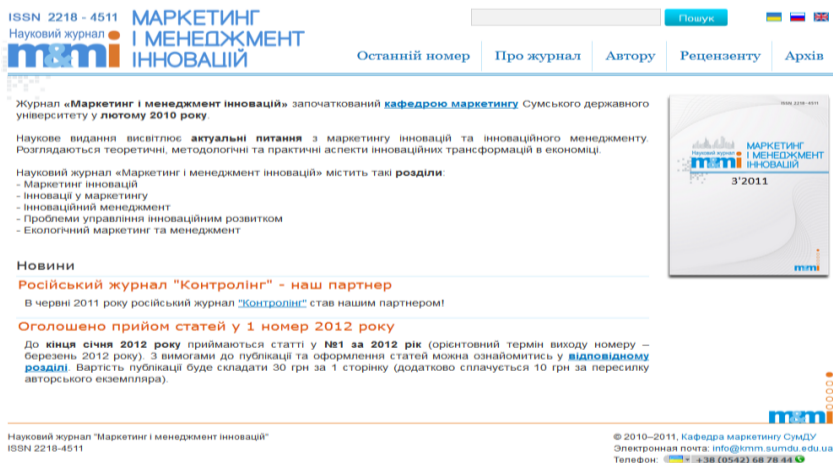 ISSN 2218 - 4511
Науковий журнал
m&mi
МАРКЕТИНГ
І МЕНЕДЖМЕНТ
ІННОВАЦІЙ
Пошук
Останній номер
Про журнал
Автору
Рецензенту
Архів
Журнал «Маркетинг і менеджмент інновацій» започаткований кафедрою маркетингу Сумського державного
університету у лютому 2010 року.
Наукове видання висвітлює актуальні питання з маркетингу інновацій та інноваційного менеджменту.
Розглядаються теоретичні, методологічні та практичні аспекти інноваційних трансформацій в економіці.
Науковий журнал «Маркетинг і менеджмент інновацій» містить такі розділи:
- Маркетинг інновацій
- Інновації у маркетингу
- Інноваційний менеджмент
- Проблеми управління інноваційним розвитком
- Екологічний маркетинг та менеджмент
ISSN 2218-4511
Науковий журнал
m&mi
МАРКЕТИНГ
І МЕНЕДЖМЕНТ
ІННОВАЦІЙ
3'2011
m&mi
Новини
Російський журнал "Контролінг" - наш партнер
В червні 2011 року російський журнал "Контролінг" став нашим партнером!
Оголошено прийом статей у 1 номер 2012 року
До кінця січня 2012 року приймаються статті у №1 за 2012 рік (орієнтовний термін виходу номеру –
березень 2012 року). З вимогами до публікації та оформлення статей можна ознайомитись у відповідному
розділі. Вартість публікації буде складати 30 грн за 1 сторінку (додатково сплачується 10 грн за пересилку
авторського екземпляра).
m&mi
Науковий журнал "Маркетинг і менеджмент інновацій"
ISSN 2218-4511
© 2010–2011, Кафедра маркетингу СумДУ
Электронная почта: info@kmm.sumdu.edu.ua
Телефон: +38 (0542) 68 78 44